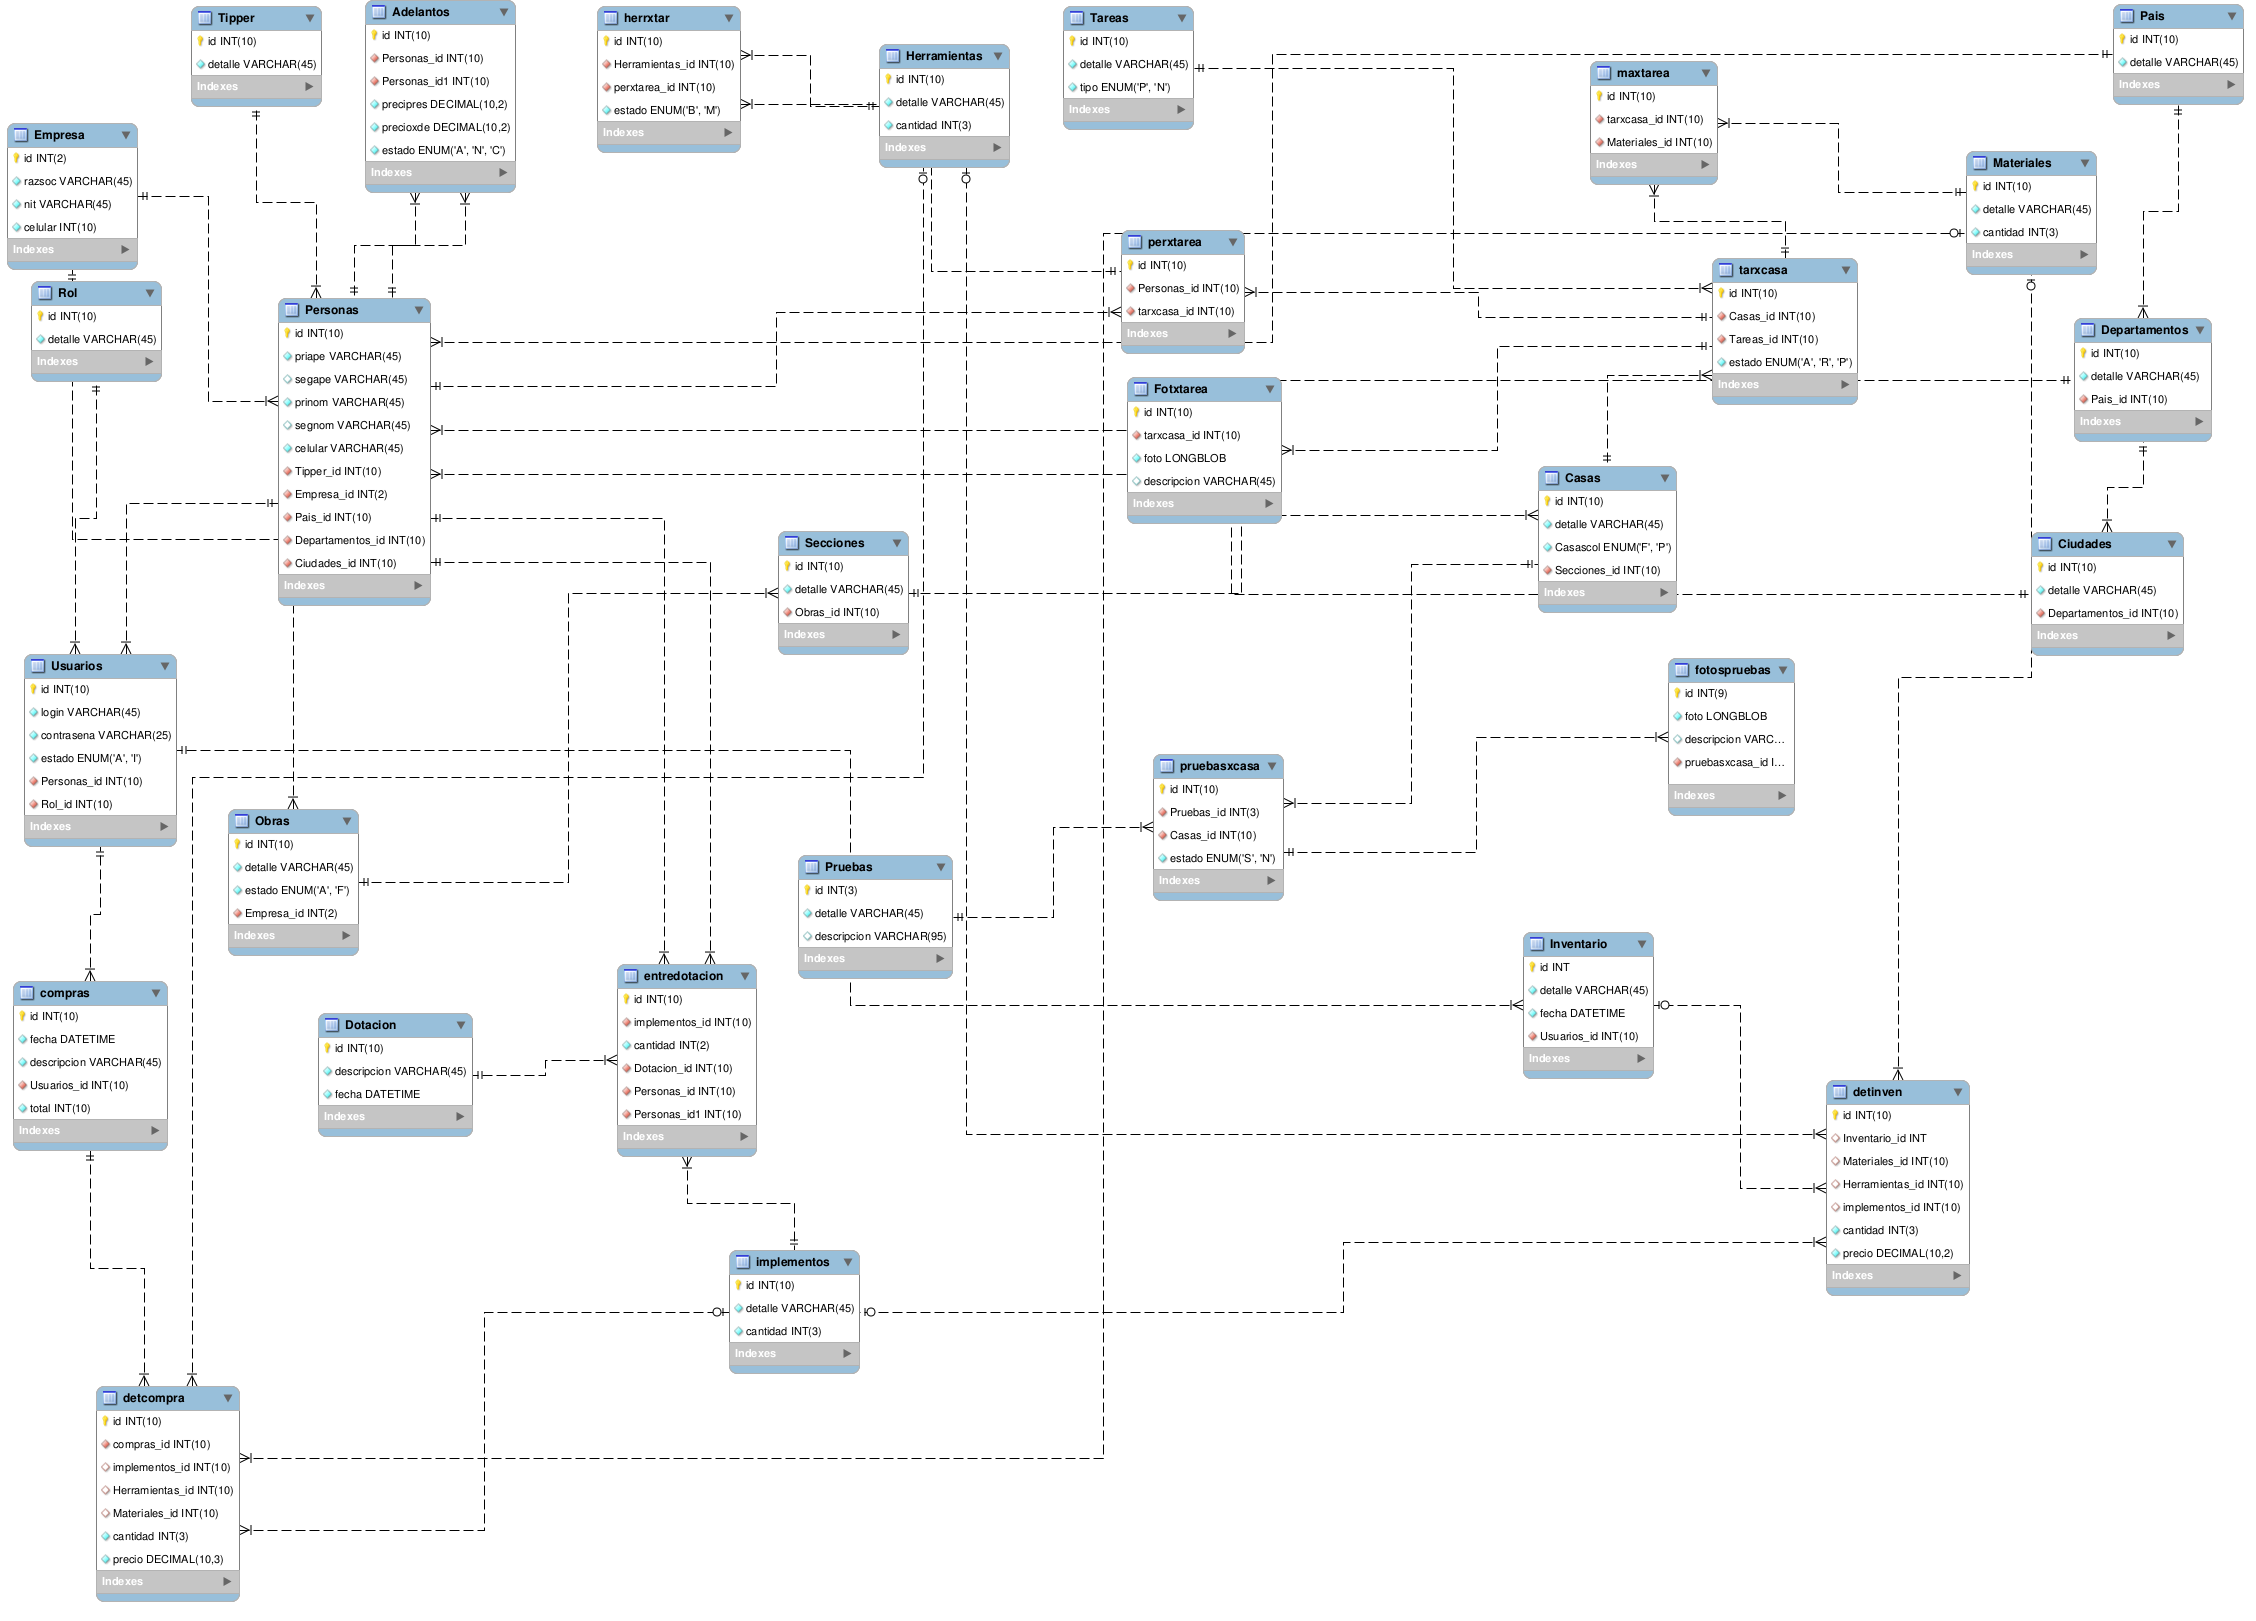 Tipper
id INT(10)
detalle VARCHAR(45)
Indexes
Adelantos
id INT(10)
Personas_id INT(10)
Personas_id1 INT(10)
precipres DECIMAL(10,2)
precioxde DECIMAL(10,2)
estado ENUM('A', 'N', 'C')
Indexes
herrxtar
id INT(10)
Herramientas_id INT(10)
perxtarea_id INT(10)
estado ENUM('B', 'M')
Indexes
Herramientas
id INT(10)
detalle VARCHAR(45)
cantidad INT(3)
Indexes
Tareas
id INT(10)
detalle VARCHAR(45)
tipo ENUM('P', 'N')
Indexes
maxtarea
id INT(10)
tarxcasa_id INT(10)
Materiales_id INT(10)
Indexes
Pais
id INT(10)
detalle VARCHAR(45)
Indexes
Empresa
id INT(2)
razsoc VARCHAR(45)
nit VARCHAR(45)
celular INT(10)
Indexes
Materiales
id INT(10)
detalle VARCHAR(45)
cantidad INT(3)
Indexes
Rol
id INT(10)
detalle VARCHAR(45)
Indexes
Personas
id INT(10)
priape VARCHAR(45)
segape VARCHAR(45)
prinom VARCHAR(45)
segnom VARCHAR(45)
celular VARCHAR(45)
Tipper_id INT(10)
Empresa_id INT(2)
Pais_id INT(10)
Departamentos_id INT(10)
Ciudades_id INT(10)
Indexes
perxtarea
id INT(10)
Personas_id INT(10)
tarxcasa_id INT(10)
Indexes
tarxcasa
id INT(10)
Casas_id INT(10)
Tareas_id INT(10)
estado ENUM('A', 'R', 'P')
Indexes
Departamentos
id INT(10)
detalle VARCHAR(45)
Pais_id INT(10)
Indexes
Fotxtarea
id INT(10)
tarxcasa_id INT(10)
foto LONGBLOB
descripcion VARCHAR(45)
Indexes
Casas
id INT(10)
detalle VARCHAR(45)
Casascol ENUM('F', 'P')
Secciones_id INT(10)
Indexes
Secciones
id INT(10)
detalle VARCHAR(45)
Obras_id INT(10)
Indexes
Ciudades
id INT(10)
detalle VARCHAR(45)
Departamentos_id INT(10)
Indexes
Usuarios
id INT(10)
login VARCHAR(45)
contrasena VARCHAR(25)
estado ENUM('A', 'I')
Personas_id INT(10)
Rol_id INT(10)
Indexes
fotospruebas
id INT(9)
foto LONGBLOB
descripcion VARC...
pruebasxcasa_id I...
Indexes
pruebasxcasa
id INT(10)
Pruebas_id INT(3)
Casas_id INT(10)
estado ENUM('S', 'N')
Indexes
Obras
id INT(10)
detalle VARCHAR(45)
estado ENUM('A', 'F')
Empresa_id INT(2)
Indexes
Pruebas
id INT(3)
detalle VARCHAR(45)
descripcion VARCHAR(95)
Indexes
Inventario
id INT
detalle VARCHAR(45)
fecha DATETIME
Usuarios_id INT(10)
Indexes
entredotacion
id INT(10)
implementos_id INT(10)
cantidad INT(2)
Dotacion_id INT(10)
Personas_id INT(10)
Personas_id1 INT(10)
Indexes
compras
id INT(10)
fecha DATETIME
descripcion VARCHAR(45)
Usuarios_id INT(10)
total INT(10)
Indexes
Dotacion
id INT(10)
descripcion VARCHAR(45)
fecha DATETIME
Indexes
detinven
id INT(10)
Inventario_id INT
Materiales_id INT(10)
Herramientas_id INT(10)
implementos_id INT(10)
cantidad INT(3)
precio DECIMAL(10,2)
Indexes
implementos
id INT(10)
detalle VARCHAR(45)
cantidad INT(3)
Indexes
detcompra
id INT(10)
compras_id INT(10)
implementos_id INT(10)
Herramientas_id INT(10)
Materiales_id INT(10)
cantidad INT(3)
precio DECIMAL(10,3)
Indexes